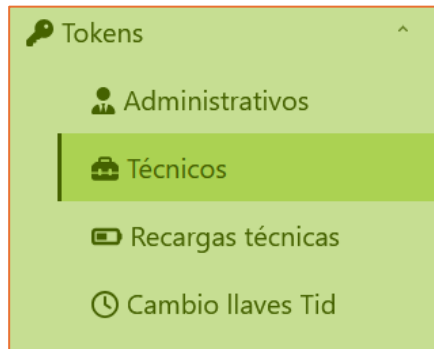 Tokens
Administrativos
Técnicos
Recargas técnicas
Cambio llaves Tid